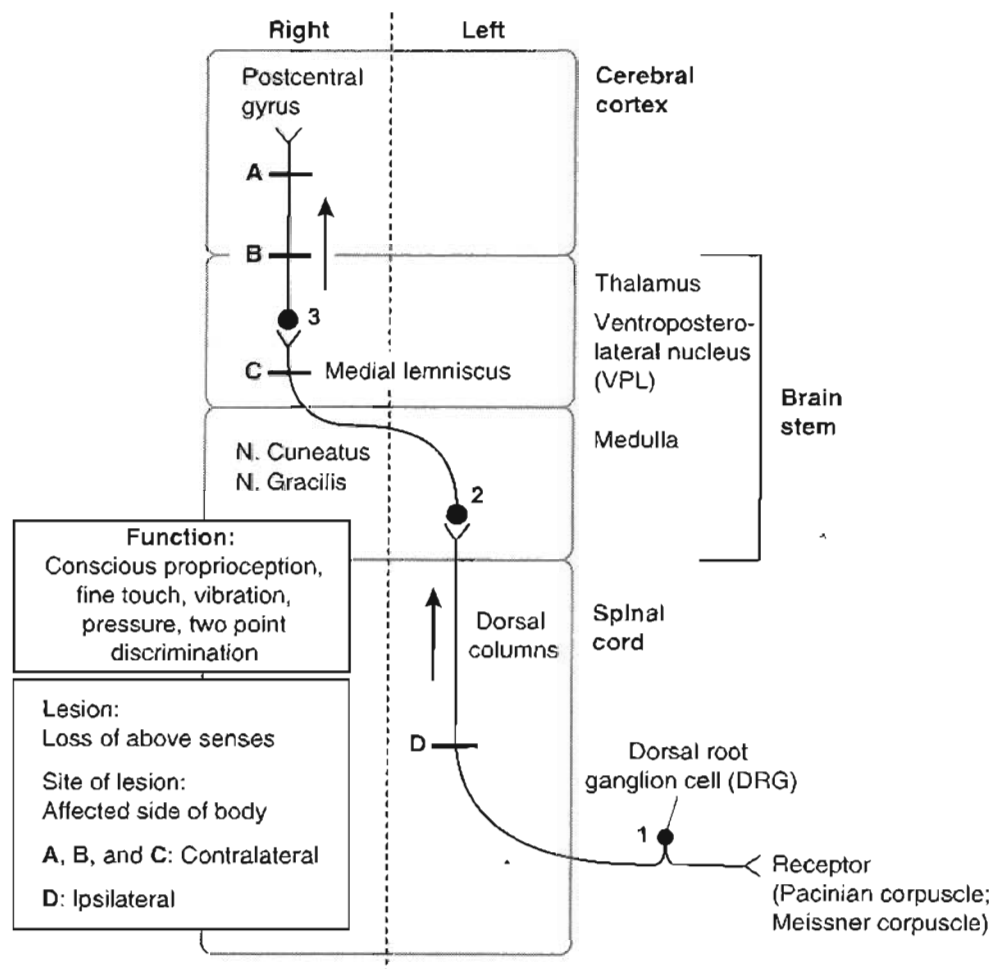 Right
Left
Postcentral
gyrus
Cerebral
cortex
A
B
3
Thalamus
Ventropostero-
lateral nucleus
(VPL)
C
Medial lemniscus
Brain
stem
N. Cuneatus
N. Gracilis
Medulla
2
Function:
Conscious proprioception,
fine touch, vibration,
pressure, two point
discrimination
Dorsal
columns
Spinal
cord
Lesion:
Loss of above senses
Site of lesion:
Affected side of body
A, B, and C: Contralateral
D: Ipsilateral
D
Dorsal root
ganglion cell (DRG)
1
Receptor
(Pacinian corpuscle;
Meissner corpuscle)